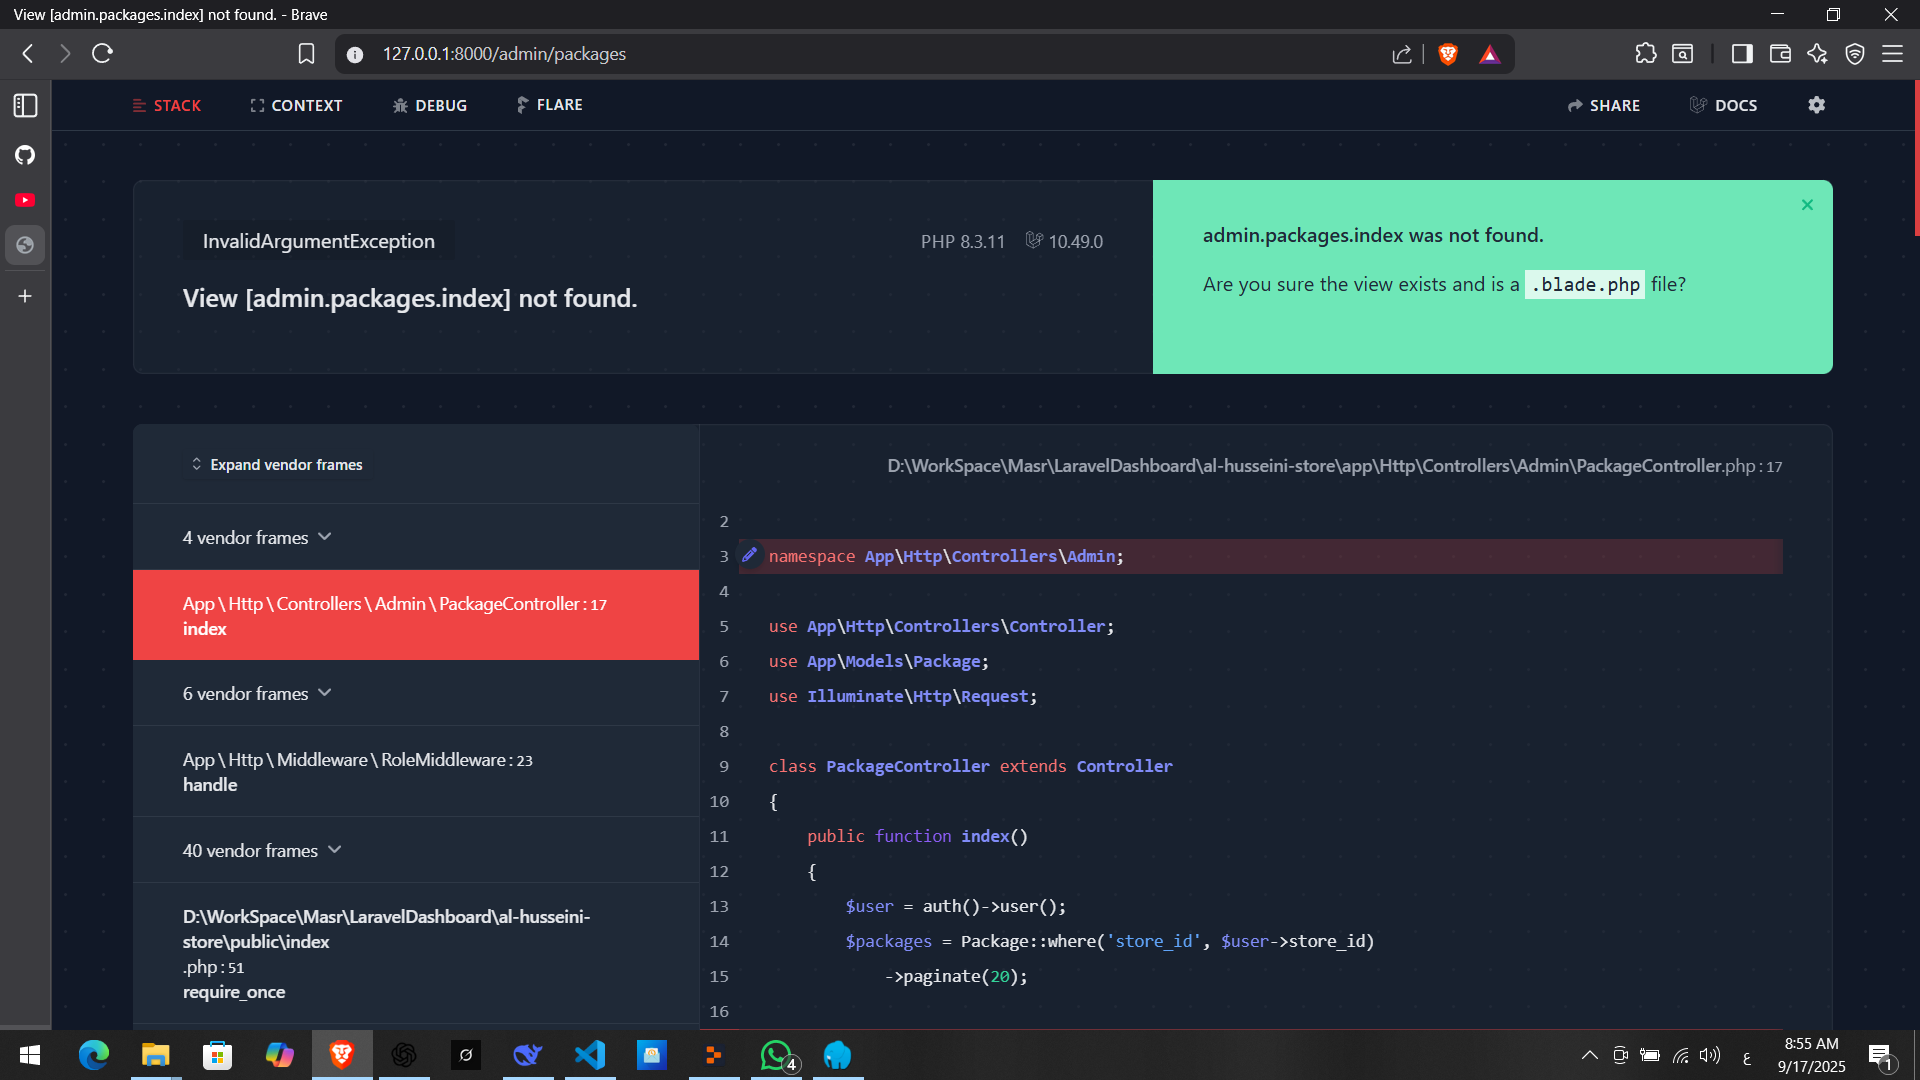 View [admin.packages.index] not found. - Brave
127.0.0.1:8000/admin/packages
STACK
CONTEXT
DEBUG
FLARE
SHARE
DOCS
InvalidArgumentException
PHP 8.3.11
10.49.0
View [admin.packages.index] not found.
admin.packages.index was not found.
Are you sure the view exists and is a .blade.php file?
Expand vendor frames
4 vendor frames
App\Http\Controllers\Admin\PackageController:17
index
6 vendor frames
App\Http\Middleware\RoleMiddleware:23
handle
40 vendor frames
D:\WorkSpace\Masr\LaravelDashboard\al-husseini-
store\public\index
.php:51
require_once
D:\WorkSpace\Masr\LaravelDashboard\al-husseini-store\app\Http\Controllers\Admin\PackageController.php:17
2
3 namespace App\Http\Controllers\Admin;
4
5 use App\Http\Controllers\Controller;
6 use App\Models\Package;
7 use Illuminate\Http\Request;
8
9 class PackageController extends Controller
10 {
11     public function index()
12     {
13         $user = auth()->user();
14         $packages = Package::where('store_id', $user->store_id)
15             ->paginate(20);
16
4
ع
8:55 AM
9/17/2025
1